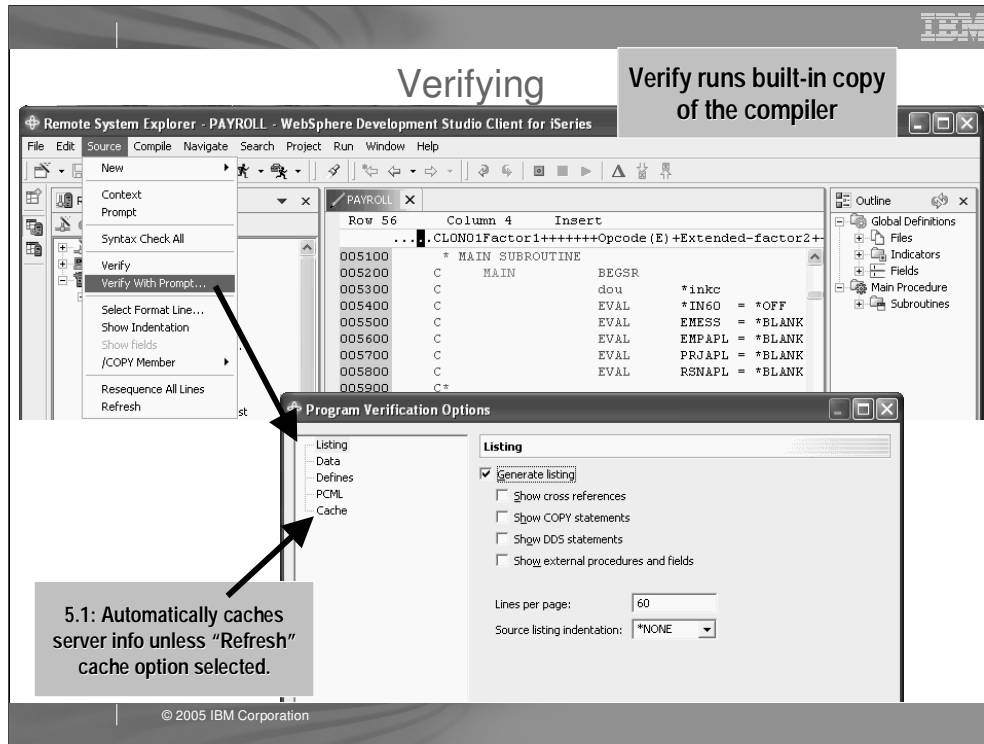 IBM
Verifying
Verify runs built-in copy
of the compiler
Remote System Explorer - PAYROLL - WebSphere Development Studio Client for iSeries
File Edit Source Compile Navigate Search Project Run Window Help
New
Context
Prompt
Syntax Check All
Verify
Verify With Prompt...
Select Format Line...
Show Indentation
Show fields
/COPY Member
Resequence All Lines
Refresh
st
PAYROLL
Row 56 Column 4 Insert
.....CLON01Factor1+++++++Opcode(E)+Extended-factor2+-
005100 * MAIN SUBROUTINE
005200 C MAIN BEGSR
005300 C dou *inkc
005400 C EVAL *IN60 = *OFF
005500 C EVAL EMESS = *BLANK
005600 C EVAL EMPAPL = *BLANK
005700 C EVAL PRJAPL = *BLANK
005800 C EVAL RSNAPL = *BLANK
005900 C*
Outline
Global Definitions
Files
Indicators
Fields
Main Procedure
Subroutines
Program Verification Options
Listing
Data
Defines
PCML
Cache
Listing
Generate listing
Show cross references
Show COPY statements
Show DDS statements
Show external procedures and fields
Lines per page: 60
Source listing indentation: *NONE
5.1: Automatically caches
server info unless “Refresh”
cache option selected.
© 2005 IBM Corporation